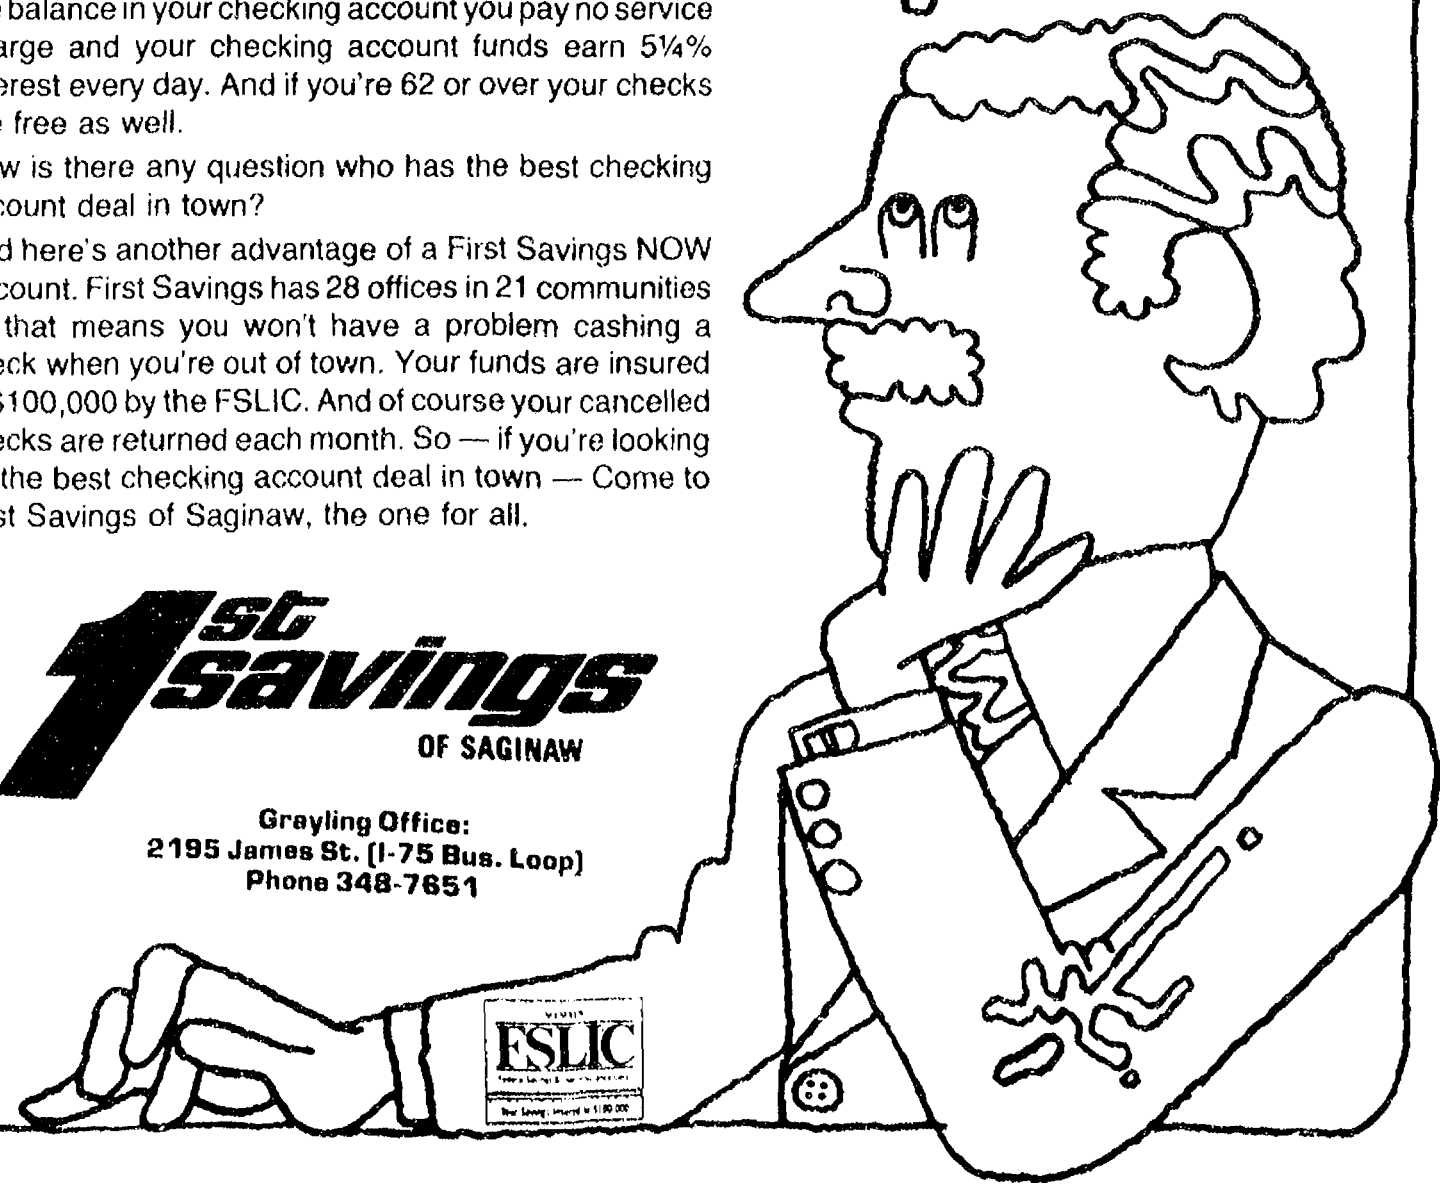 balance in your checking account you pay no service
arge and your checking account funds earn 5¼%
erest every day. And if you're 62 or over your checks
e free as well.
w is there any question who has the best checking
count deal in town?
d here's another advantage of a First Savings NOW
count. First Savings has 28 offices in 21 communities
that means you won't have a problem cashing a
eck when you're out of town. Your funds are insured
$100,000 by the FSLIC. And of course your cancelled
ecks are returned each month. So — if you're looking
the best checking account deal in town — Come to
st Savings of Saginaw, the one for all.
1st
savings
OF SAGINAW
Grayling Office:
2195 James St. (I-75 Bus. Loop)
Phone 348-7651
MEMBER
FSLIC
Your Savings Insured to $100,000